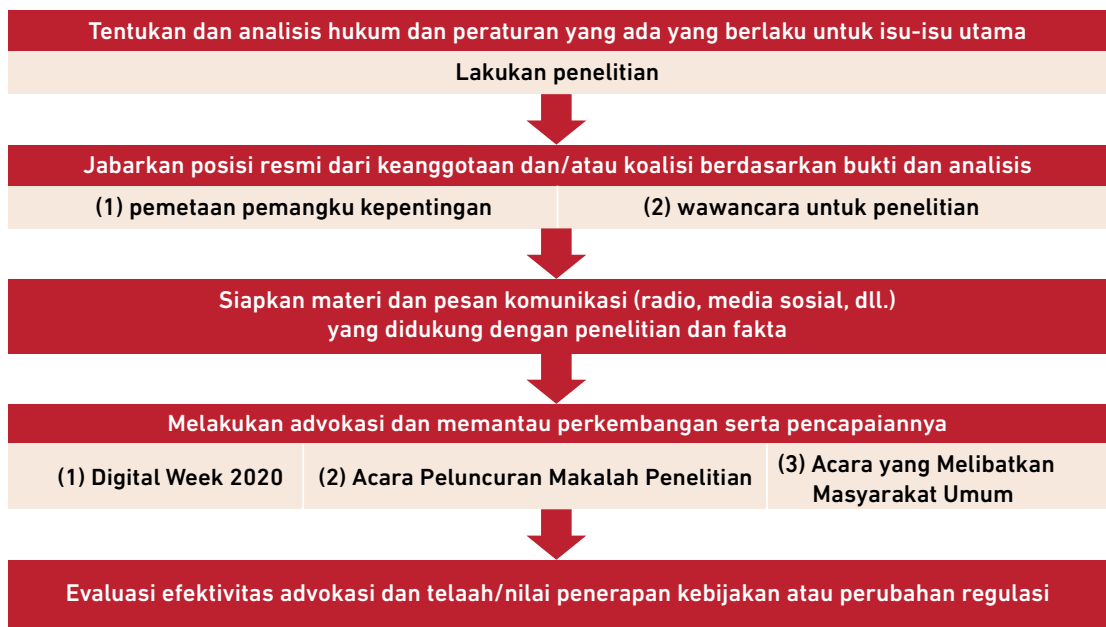 Tentukan dan analisis hukum dan peraturan yang ada yang berlaku untuk isu-isu utama
Lakukan penelitian
Jabarkan posisi resmi dari keanggotaan dan/atau koalisi berdasarkan bukti dan analisis
(1) pemetaan pemangku kepentingan
(2) wawancara untuk penelitian
Siapkan materi dan pesan komunikasi (radio, media sosial, dll.)
yang didukung dengan penelitian dan fakta
Melakukan advokasi dan memantau perkembangan serta pencapaiannya
(1) Digital Week 2020
(2) Acara Peluncuran Makalah Penelitian
(3) Acara yang Melibatkan
Masyarakat Umum
Evaluasi efektivitas advokasi dan telaah/nilai penerapan kebijakan atau perubahan regulasi